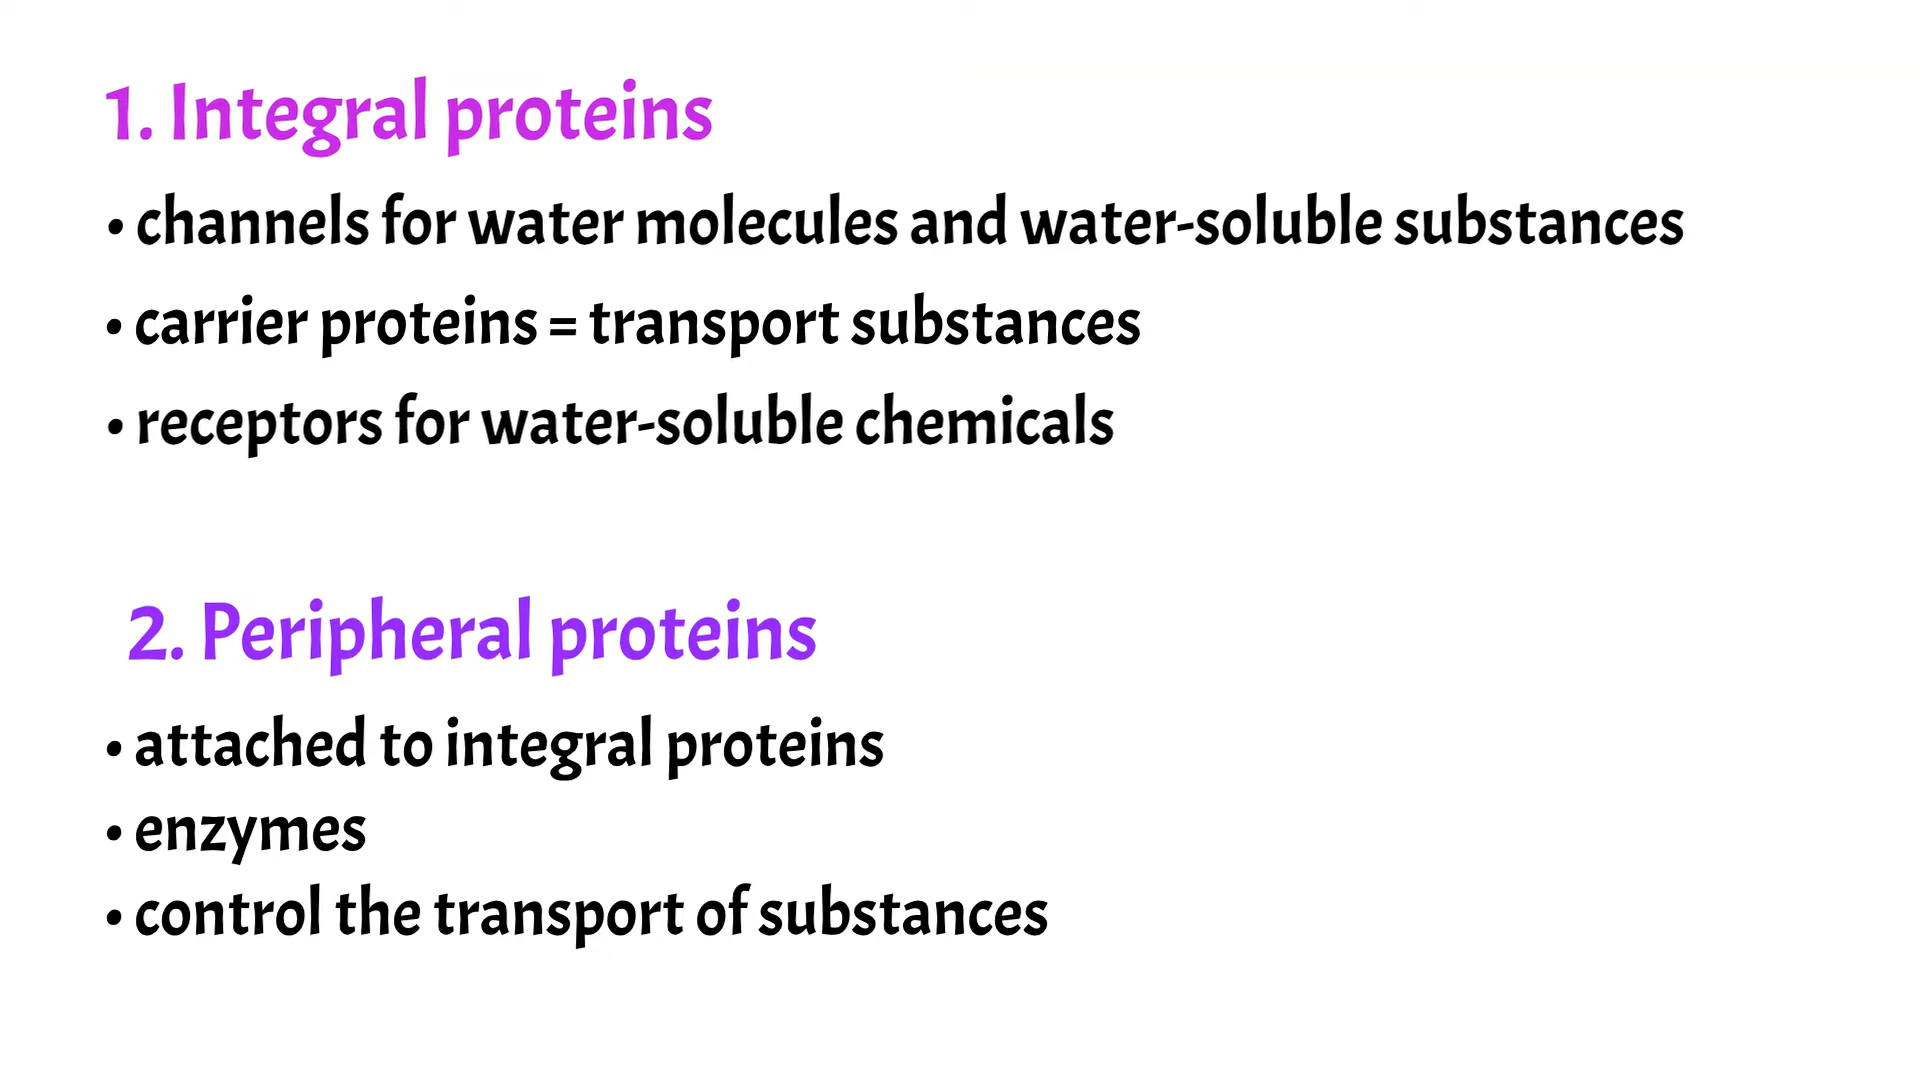 1. Integral proteins
• channels for water molecules and water-soluble substances
• carrier proteins = transport substances
• receptors for water-soluble chemicals
2. Peripheral proteins
• attached to integral proteins
• enzymes
• control the transport of substances